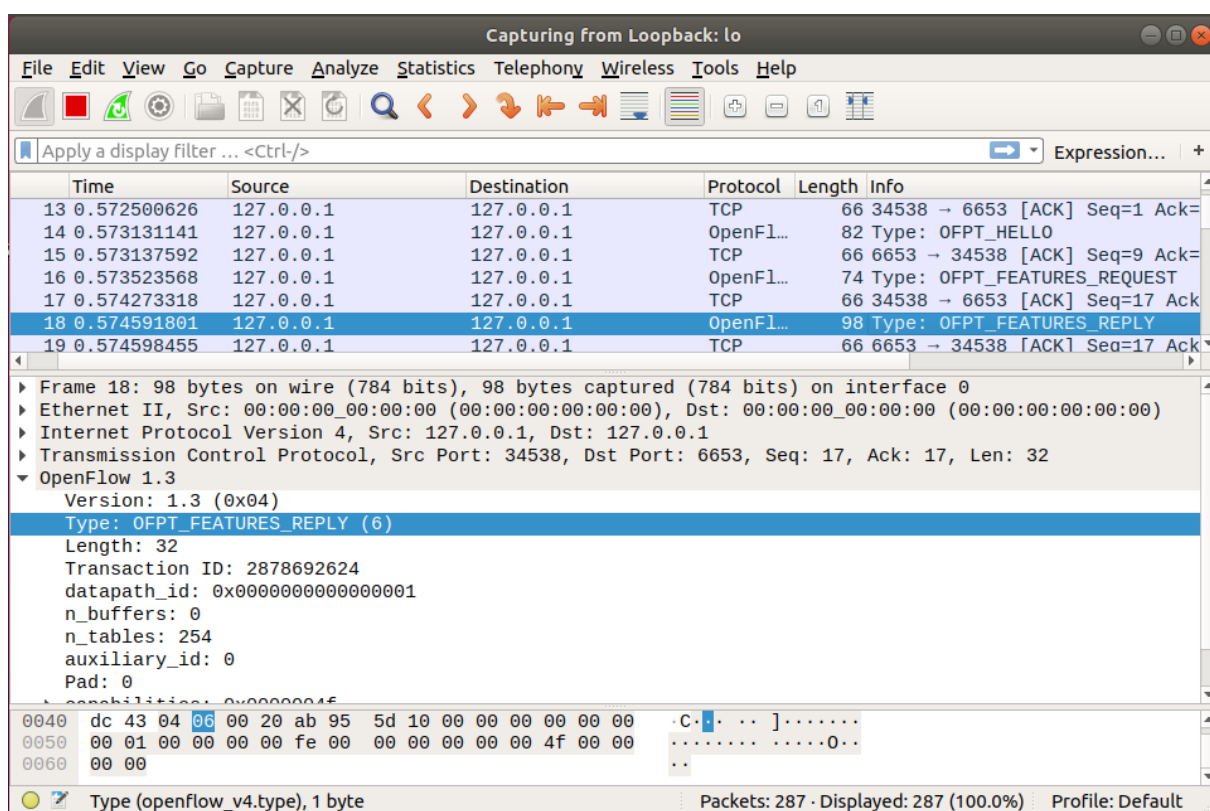 Capturing from Loopback: lo
File Edit View Go Capture Analyze Statistics Telephony Wireless Tools Help
Apply a display filter … <Ctrl-/> Expression… +
Time Source Destination Protocol Length Info
13 0.572500626 127.0.0.1 127.0.0.1 TCP 66 34538 → 6653 [ACK] Seq=1 Ack=
14 0.573131141 127.0.0.1 127.0.0.1 OpenFl… 82 Type: OFPT_HELLO
15 0.573137592 127.0.0.1 127.0.0.1 TCP 66 6653 → 34538 [ACK] Seq=9 Ack=
16 0.573523568 127.0.0.1 127.0.0.1 OpenFl… 74 Type: OFPT_FEATURES_REQUEST
17 0.574273318 127.0.0.1 127.0.0.1 TCP 66 34538 → 6653 [ACK] Seq=17 Ack
18 0.574591801 127.0.0.1 127.0.0.1 OpenFl… 98 Type: OFPT_FEATURES_REPLY
19 0.574598455 127.0.0.1 127.0.0.1 TCP 66 6653 → 34538 [ACK] Seq=17 Ack
Frame 18: 98 bytes on wire (784 bits), 98 bytes captured (784 bits) on interface 0
Ethernet II, Src: 00:00:00_00:00:00 (00:00:00:00:00:00), Dst: 00:00:00_00:00:00 (00:00:00:00:00:00)
Internet Protocol Version 4, Src: 127.0.0.1, Dst: 127.0.0.1
Transmission Control Protocol, Src Port: 34538, Dst Port: 6653, Seq: 17, Ack: 17, Len: 32
OpenFlow 1.3
Version: 1.3 (0x04)
Type: OFPT_FEATURES_REPLY (6)
Length: 32
Transaction ID: 2878692624
datapath_id: 0x0000000000000001
n_buffers: 0
n_tables: 254
auxiliary_id: 0
Pad: 0
capabilities: 0x0000004f
0040 dc 43 04 06 00 20 ab 95 5d 10 00 00 00 00 00 00 ·C··· ·· ]·······
0050 00 01 00 00 00 00 fe 00 00 00 00 00 00 4f 00 00 ········ ·····O··
0060 00 00 ··
Type (openflow_v4.type), 1 byte Packets: 287 · Displayed: 287 (100.0%) Profile: Default